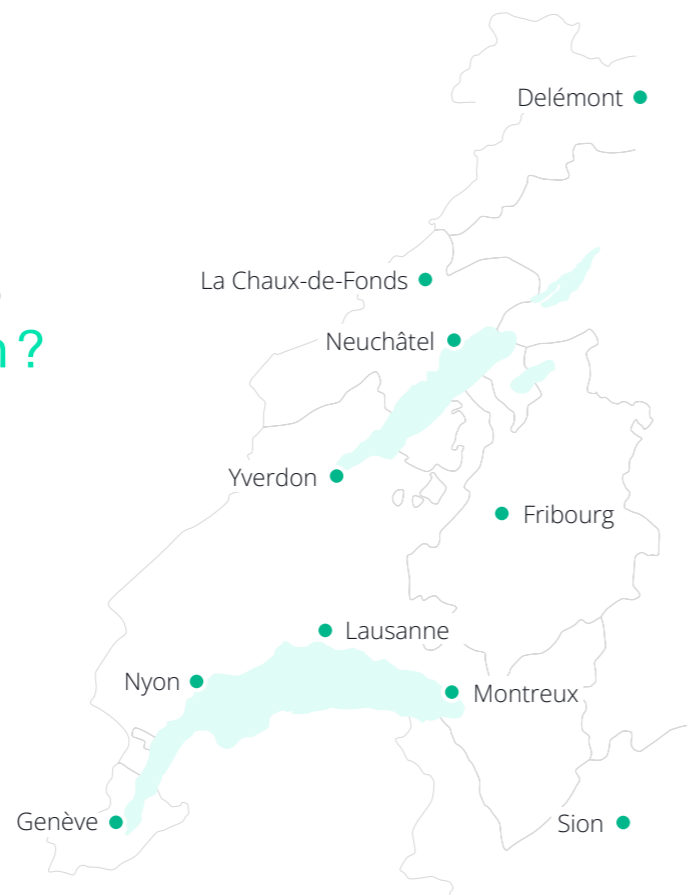 Delémont
La Chaux-de-Fonds
Neuchâtel
?
Yverdon
Fribourg
Lausanne
Nyon
Montreux
Genève
Sion